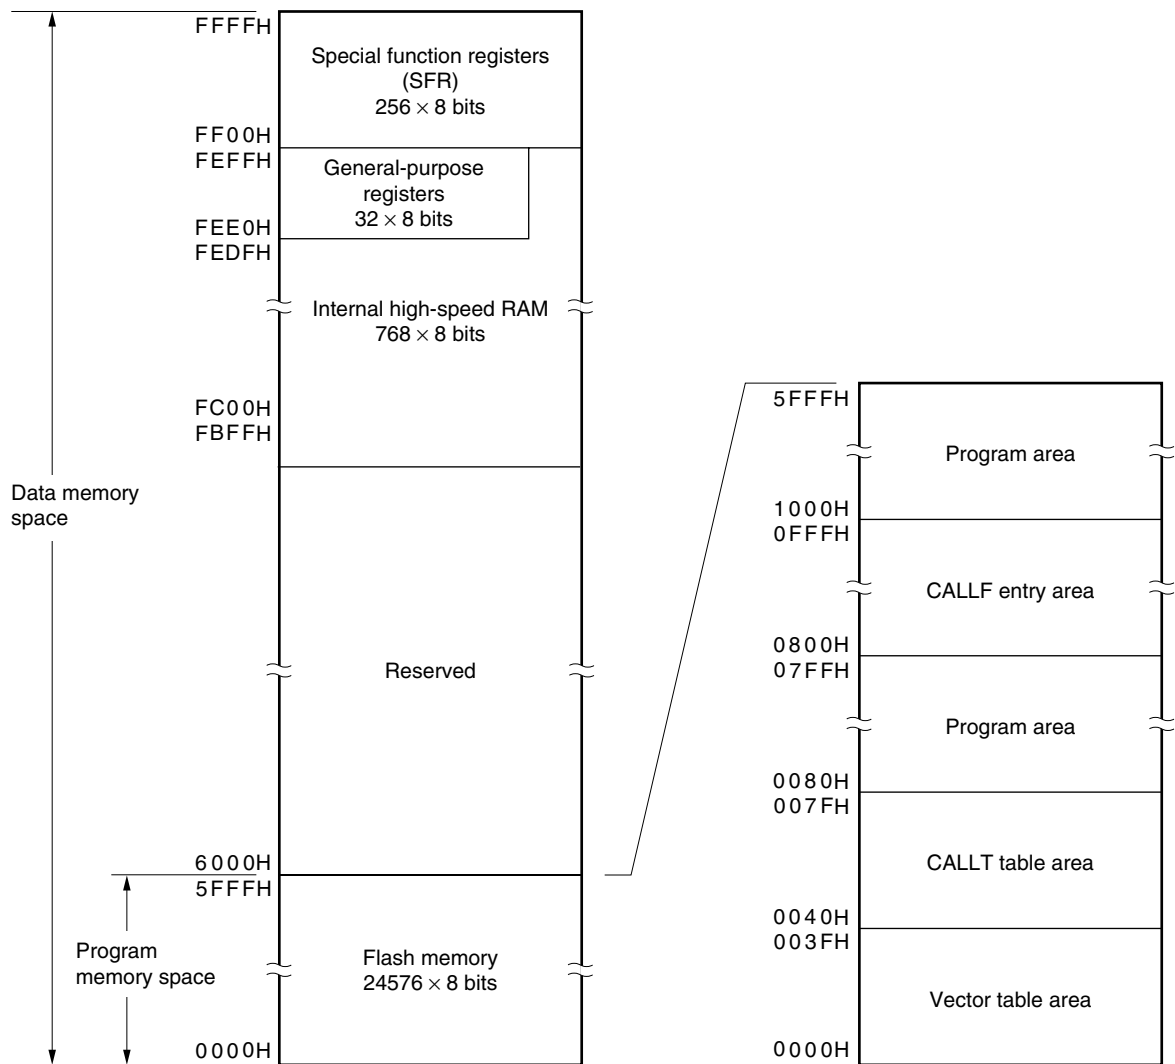 FFFFH
Special function registers
(SFR)
256 × 8 bits
FF00H
FEFFH
General-purpose
registers
32 × 8 bits
FEE0H
FEDFH
Internal high-speed RAM
768 × 8 bits
FC00H
FBFFH
Data memory
space
Reserved
6000H
5FFFH
Program
memory space
Flash memory
24576 × 8 bits
0000H
5FFFH
Program area
1000H
0FFFH
CALLF entry area
0800H
07FFH
Program area
0080H
007FH
CALLT table area
0040H
003FH
Vector table area
0000H